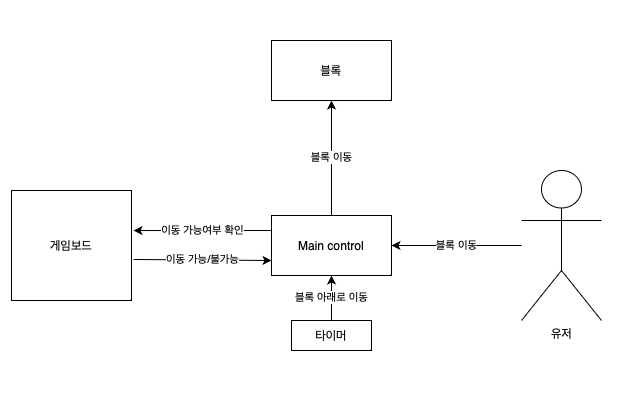 블록
블록 이동
이동 가능여부 확인
게임보드
Main control
블록 이동
이동 가능/불가능
블록 아래로 이동
타이머
유저